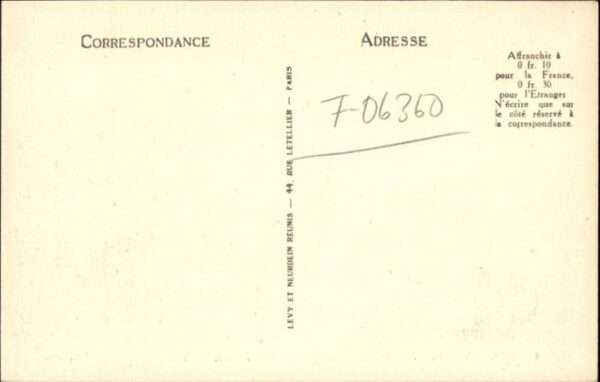 CORRESPONDANCE
ADRESSE
Affranchir à
0 fr. 10
pour la France,
0 fr. 30
pour l'Etranger
N'écrire que sur
le côté réservé à
la correspondance.
F-06360
LEVY ET NEURDEIN REUNIS — 44, RUE LETELLIER — PARIS